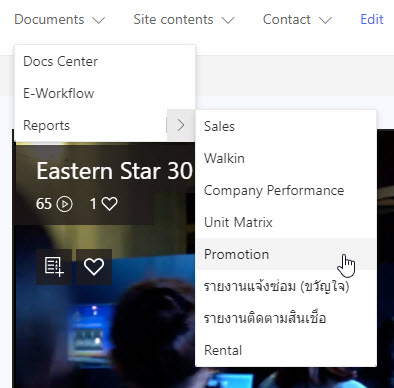 Documents Site contents Contact Edit
Docs Center
E-Workflow
Reports
Sales
Walkin
Company Performance
Unit Matrix
Promotion
รายงานแจ้งซ่อม (ขวัญใจ)
รายงานติดตามสินเชื่อ
Rental
Eastern Star 30
65 1